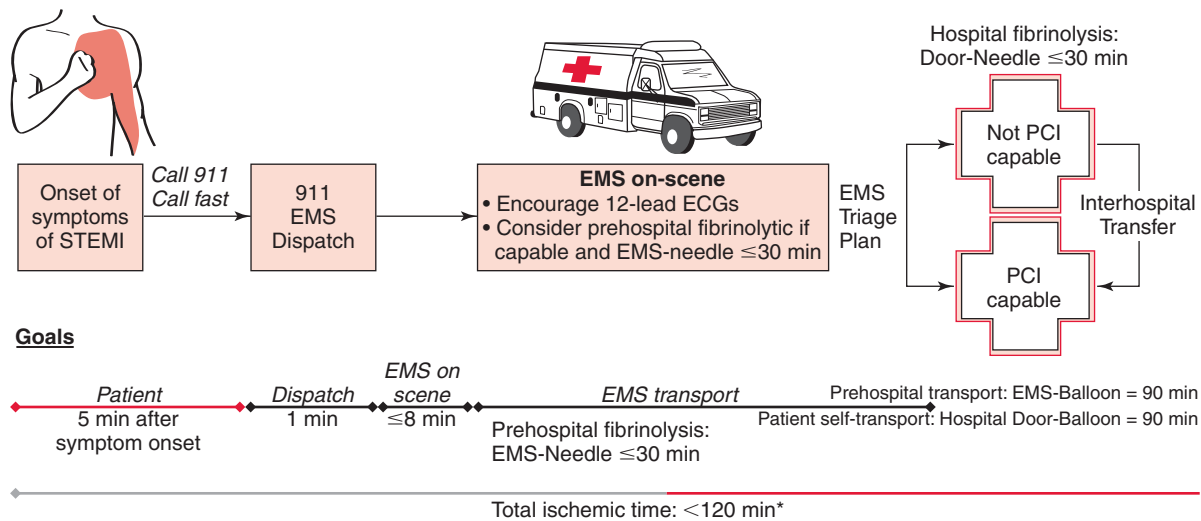 Hospital fibrinolysis:
Door-Needle ≤30 min
Not PCI
capable
Onset of
symptoms
of STEMI
Call 911
Call fast
911
EMS
Dispatch
EMS on-scene
• Encourage 12-lead ECGs
• Consider prehospital fibrinolytic if
capable and EMS-needle ≤30 min
EMS
Triage
Plan
Interhospital
Transfer
PCI
capable
Goals
Patient
5 min after
symptom onset
Dispatch
1 min
EMS on
scene
≤8 min
EMS transport
Prehospital fibrinolysis:
EMS-Needle ≤30 min
Prehospital transport: EMS-Balloon = 90 min
Patient self-transport: Hospital Door-Balloon = 90 min
Total ischemic time: <120 min*